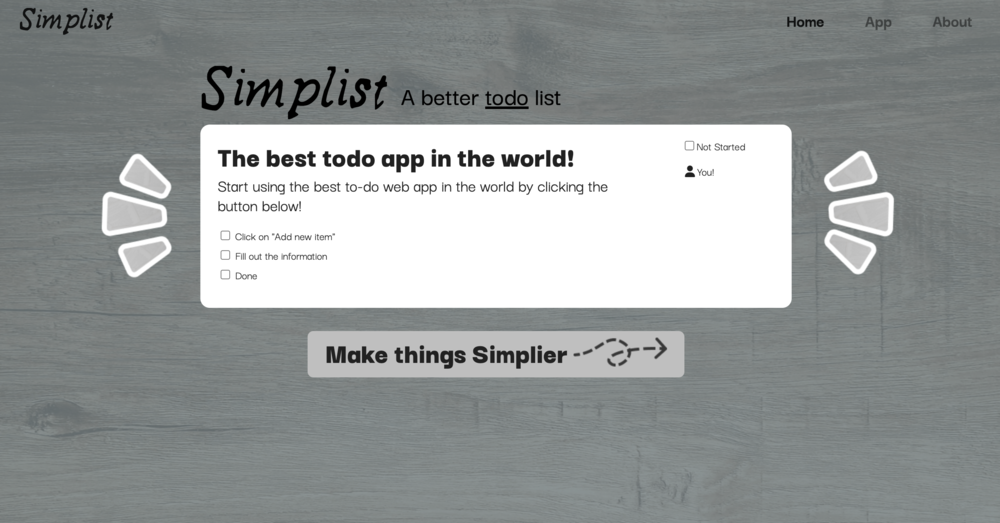 Simplist
Home App About
Simplist A better todo list
The best todo app in the world!
Start using the best to-do web app in the world by clicking the
button below!
Click on "Add new item"
Fill out the information
Done
Not Started
You!
Make things Simplier